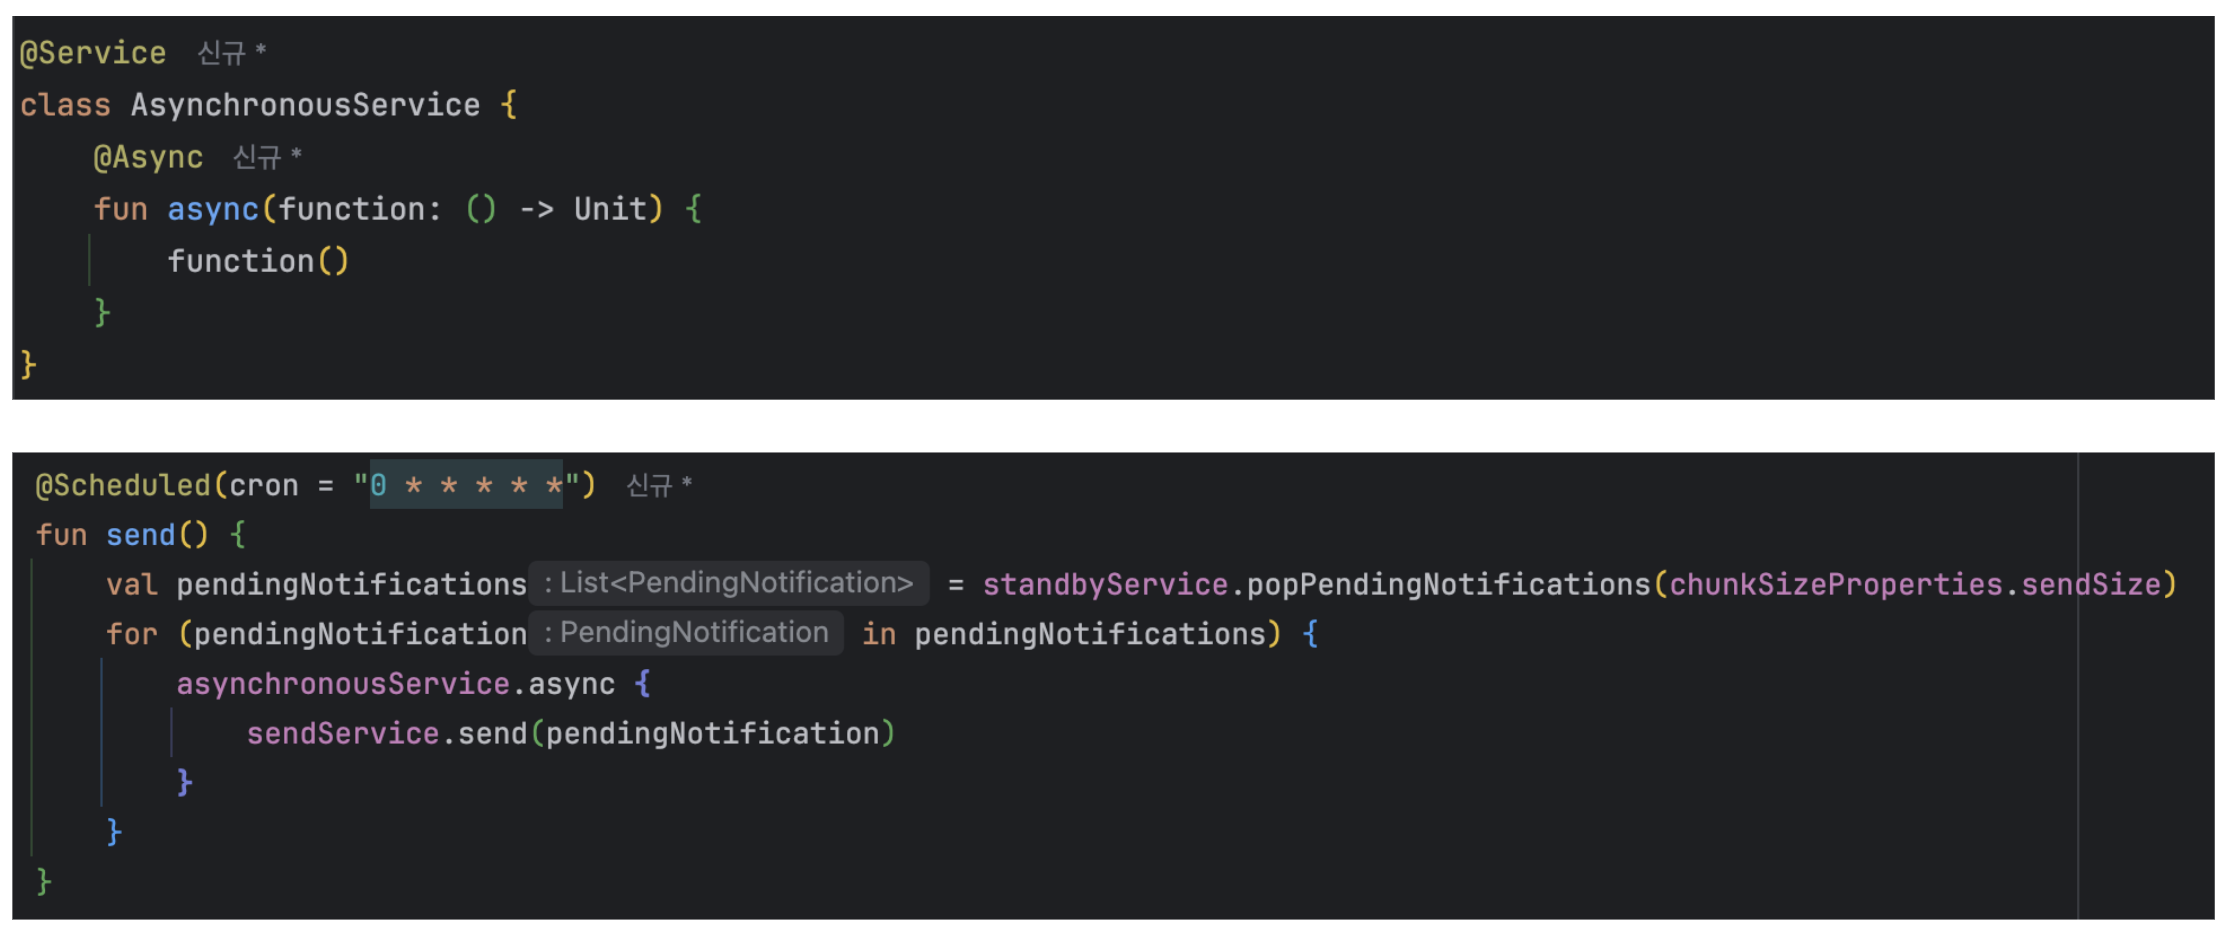 @Service 신규 *
class AsynchronousService {
@Async 신규 *
fun async(function: () -> Unit) {
function()
}
}
@Scheduled(cron = "0 * * * * *") 신규 *
fun send() {
val pendingNotifications : List<PendingNotification> = standbyService.popPendingNotifications(chunkSizeProperties.sendSize)
for (pendingNotification : PendingNotification in pendingNotifications) {
asynchronousService.async {
sendService.send(pendingNotification)
}
}
}